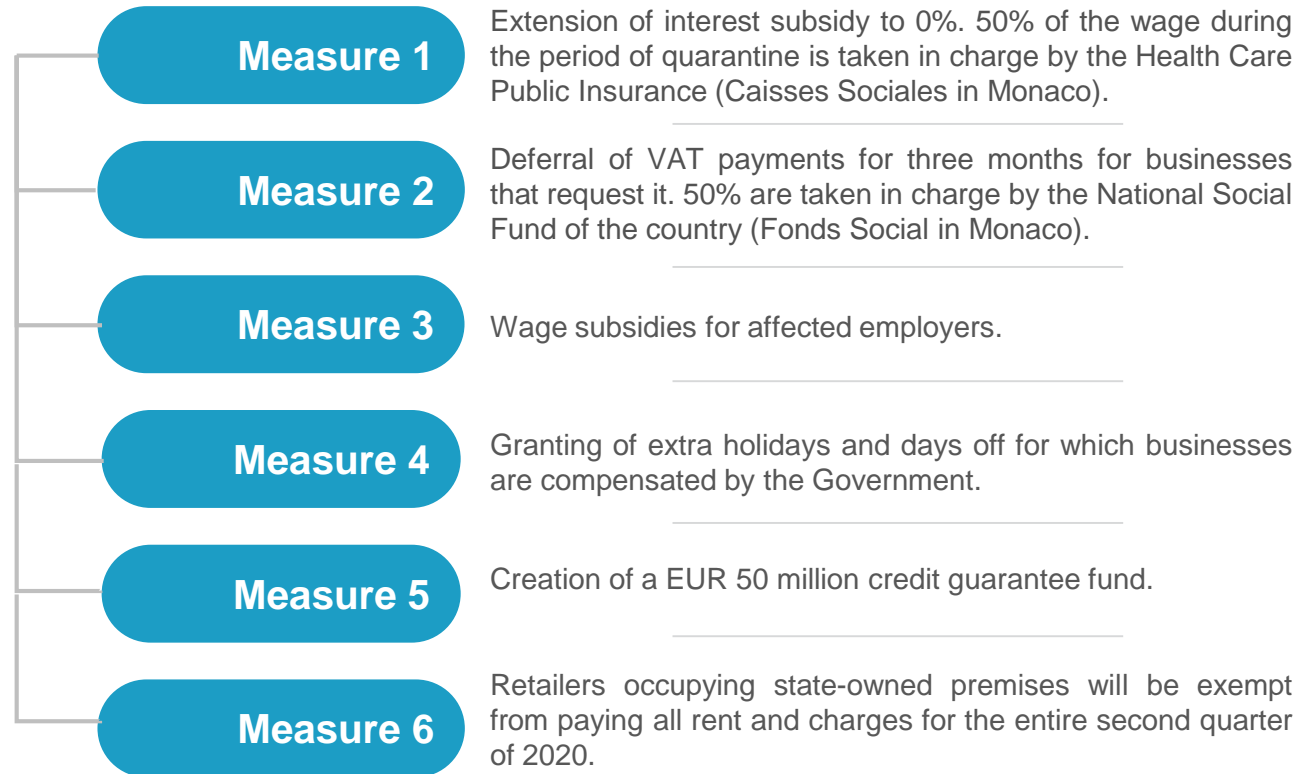 Measure 1
Extension of interest subsidy to 0%. 50% of the wage during
the period of quarantine is taken in charge by the Health Care
Public Insurance (Caisses Sociales in Monaco).
Measure 2
Deferral of VAT payments for three months for businesses
that request it. 50% are taken in charge by the National Social
Fund of the country (Fonds Social in Monaco).
Measure 3
Wage subsidies for affected employers.
Measure 4
Granting of extra holidays and days off for which businesses
are compensated by the Government.
Measure 5
Creation of a EUR 50 million credit guarantee fund.
Measure 6
Retailers occupying state-owned premises will be exempt
from paying all rent and charges for the entire second quarter
of 2020.